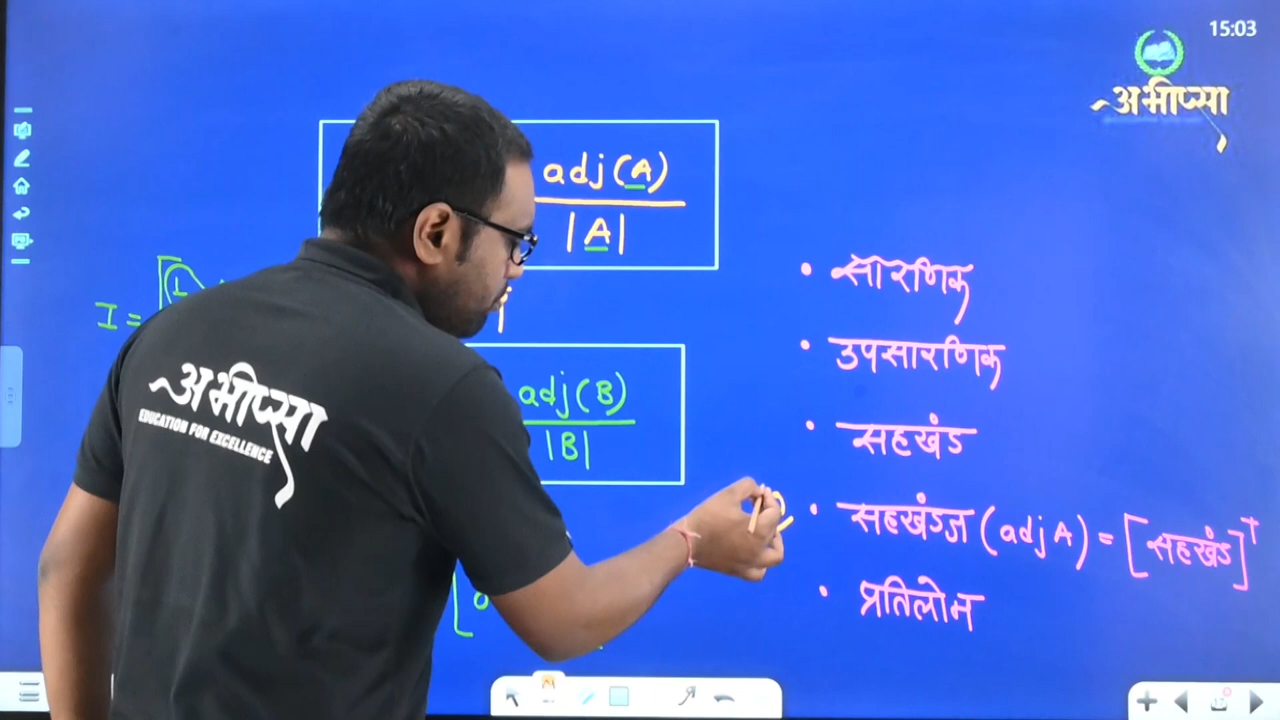 15:03
अभीप्सा
adj(A)
|A|
I =
adj(B)
|B|
• सारणिक
• उपसारणिक
• सहखंड
• सहखंडज (adj A) = [सहखंड]ᵀ
• प्रतिलोम
अभीप्सा
EDUCATION FOR EXCELLENCE